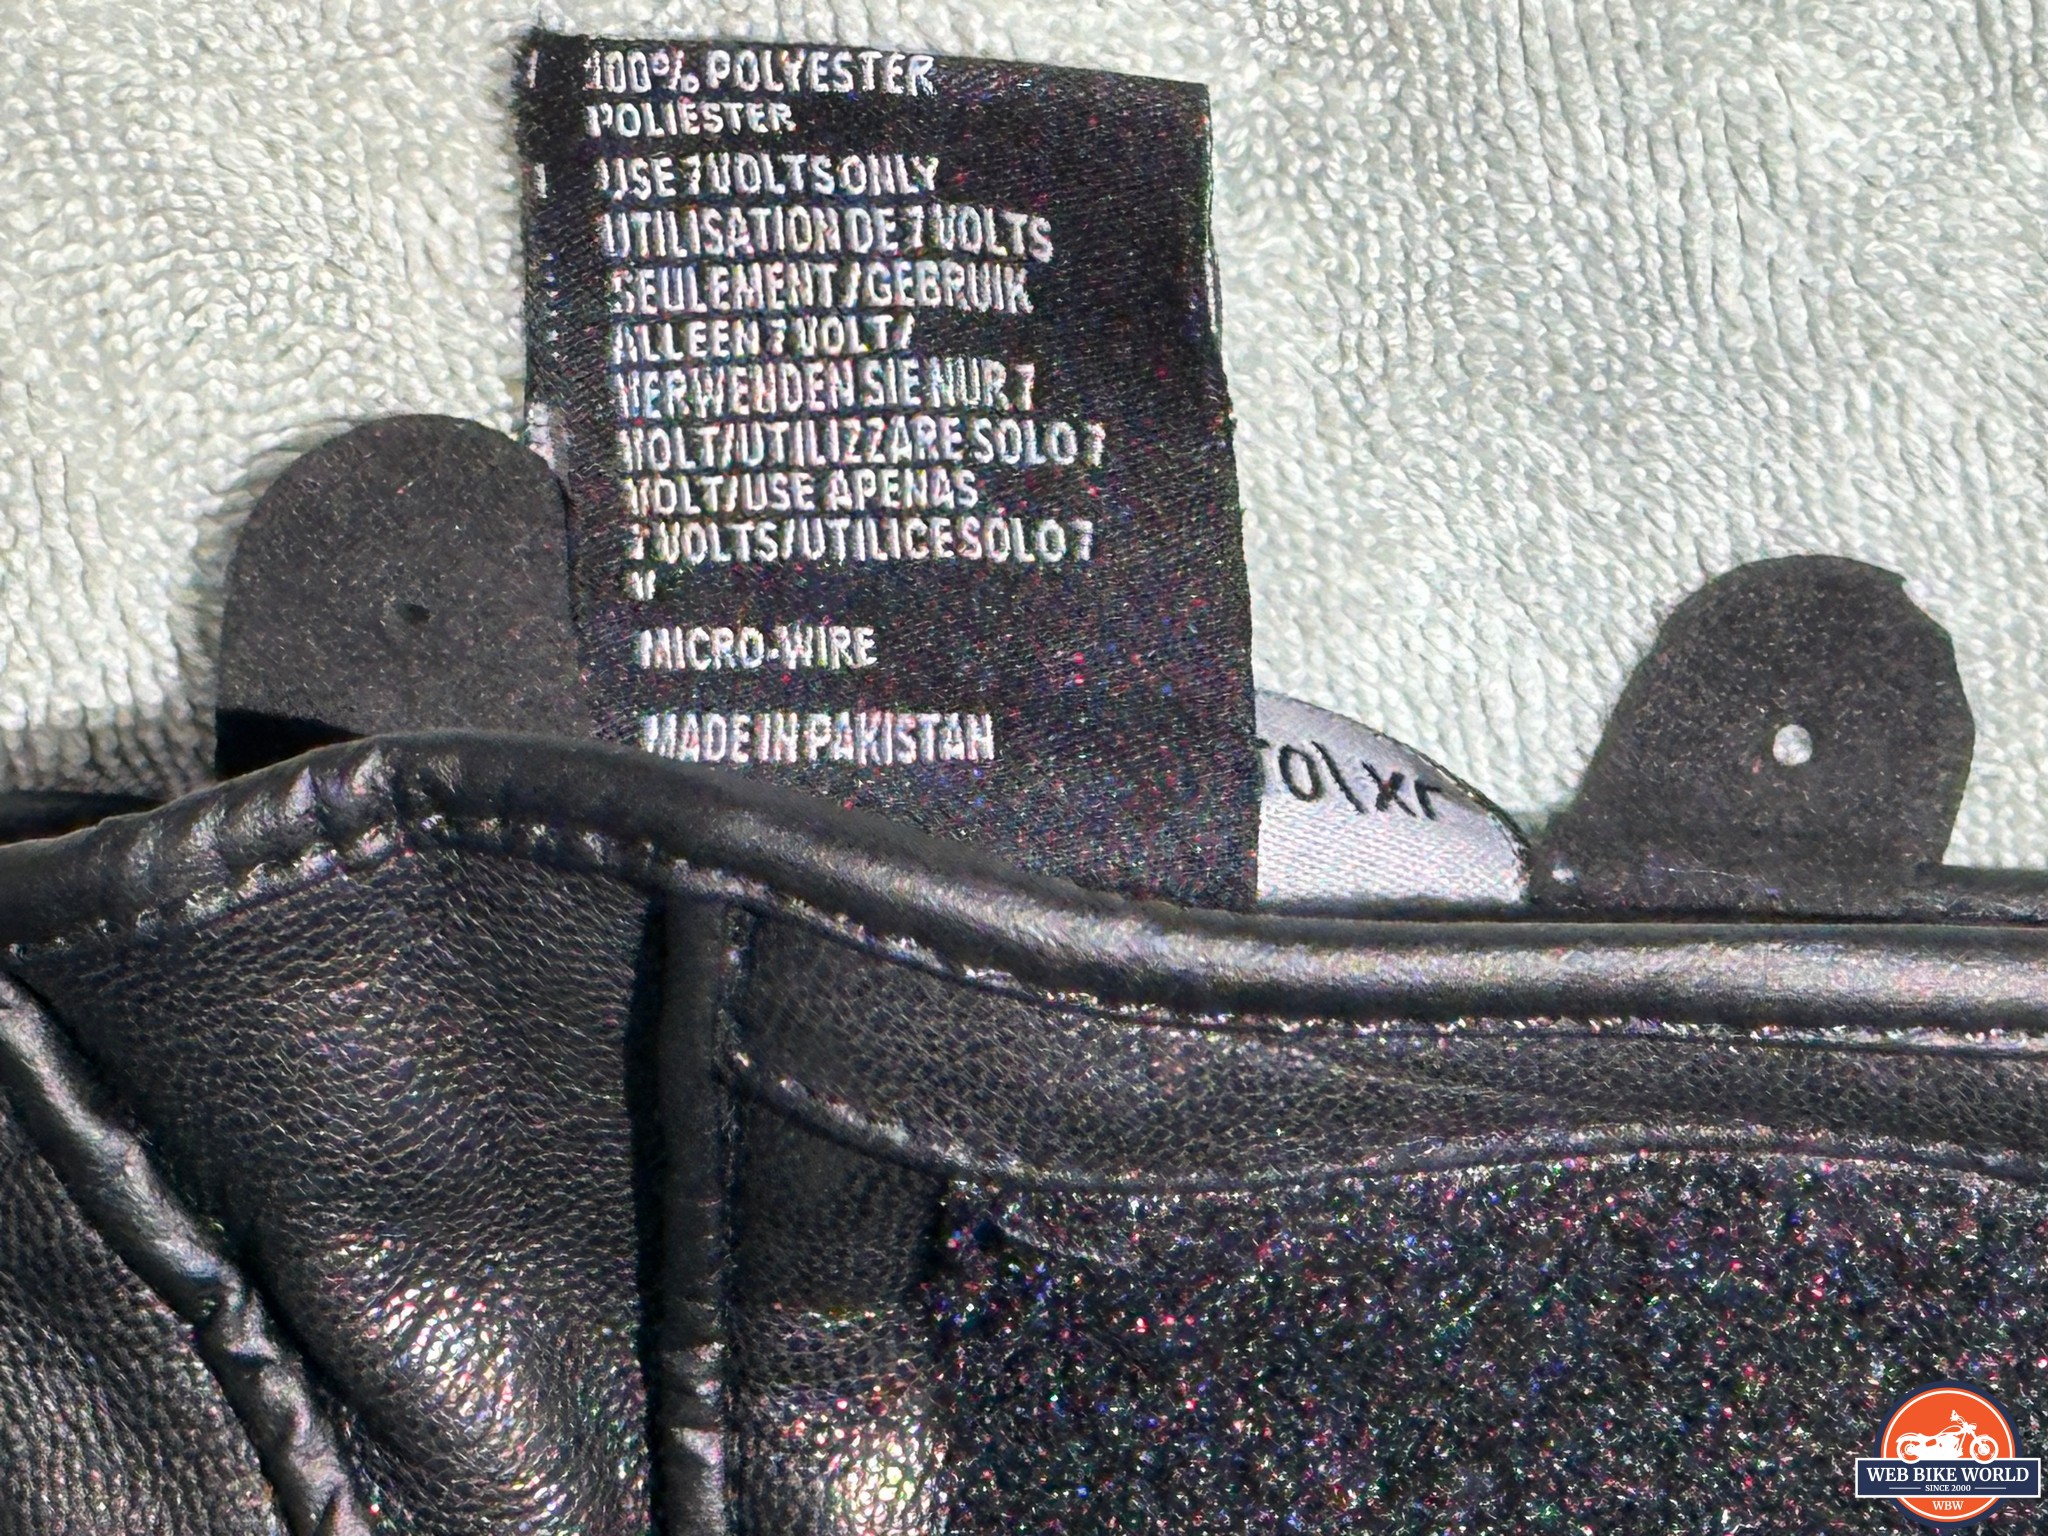 100% POLYESTER
POLIESTER
USE 7 VOLTS ONLY
UTILISATION DE 7 VOLTS
SEULEMENT / GEBRUIK
ALLEEN 7 VOLT /
VERWENDEN SIE NUR 7
VOLT/UTILIZZARE SOLO 7
VOLT/USE APENAS
7 VOLTS/UTILICE SOLO 7
V
MICRO-WIRE
MADE IN PAKISTAN
WEB BIKE WORLD
SINCE 2000
WBW